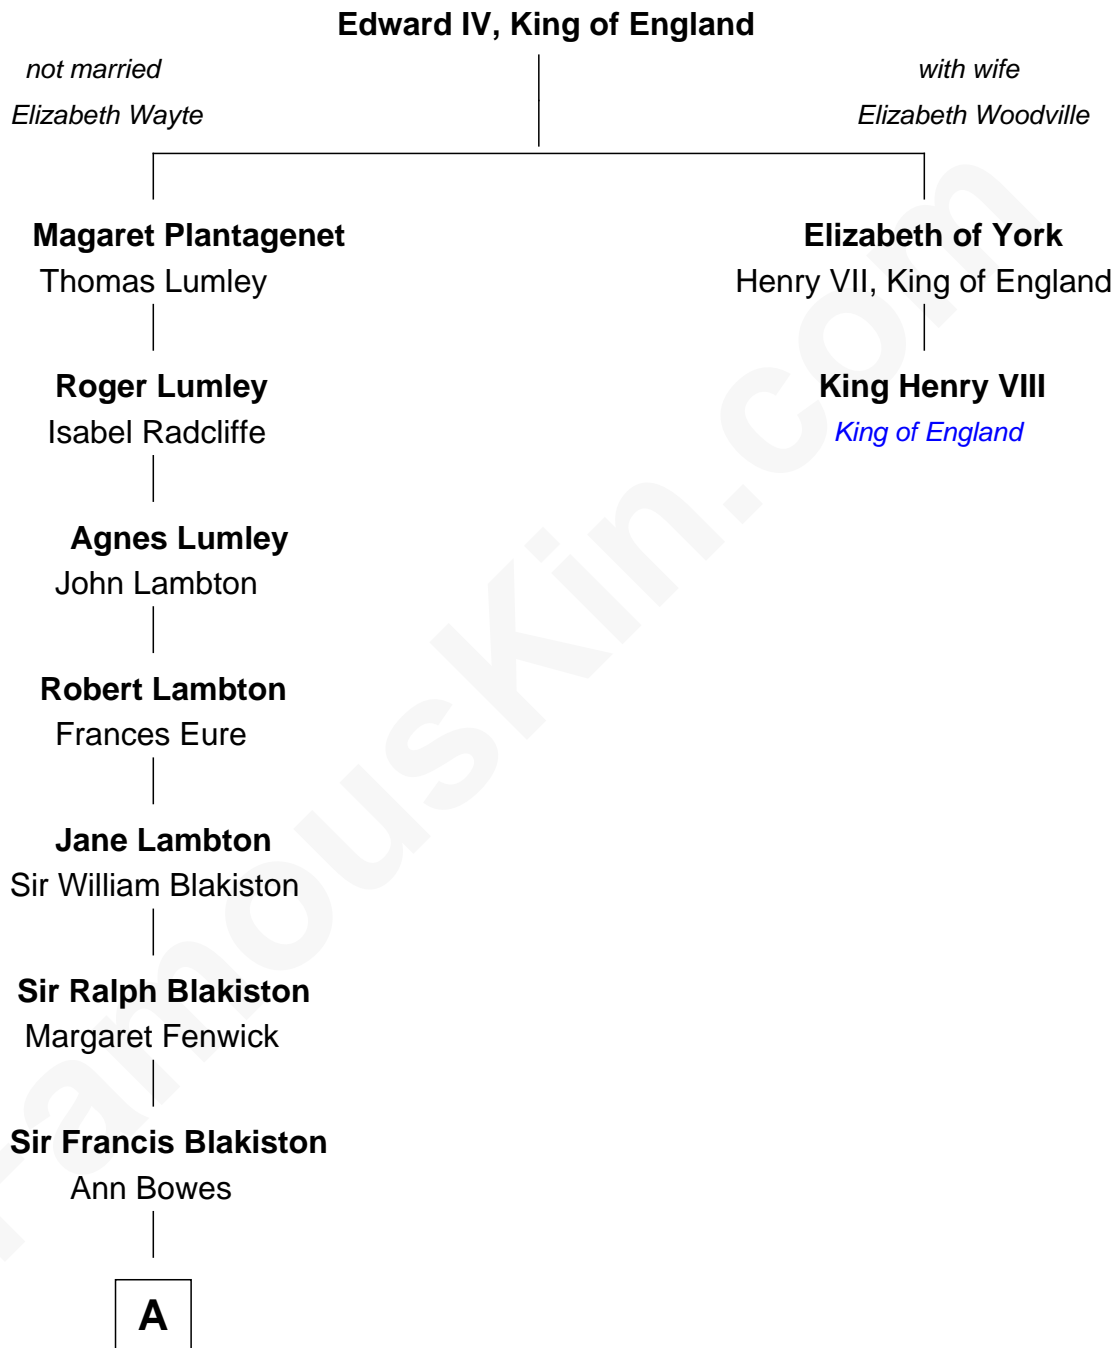 Edward IV, King of England
not married
Elizabeth Wayte
with wife
Elizabeth Woodville
Magaret Plantagenet
Thomas Lumley
Elizabeth of York
Henry VII, King of England
Roger Lumley
Isabel Radcliffe
King Henry VIII
King of England
Agnes Lumley
John Lambton
Robert Lambton
Frances Eure
Jane Lambton
Sir William Blakiston
Sir Ralph Blakiston
Margaret Fenwick
Sir Francis Blakiston
Ann Bowes
A
FamousKin.com